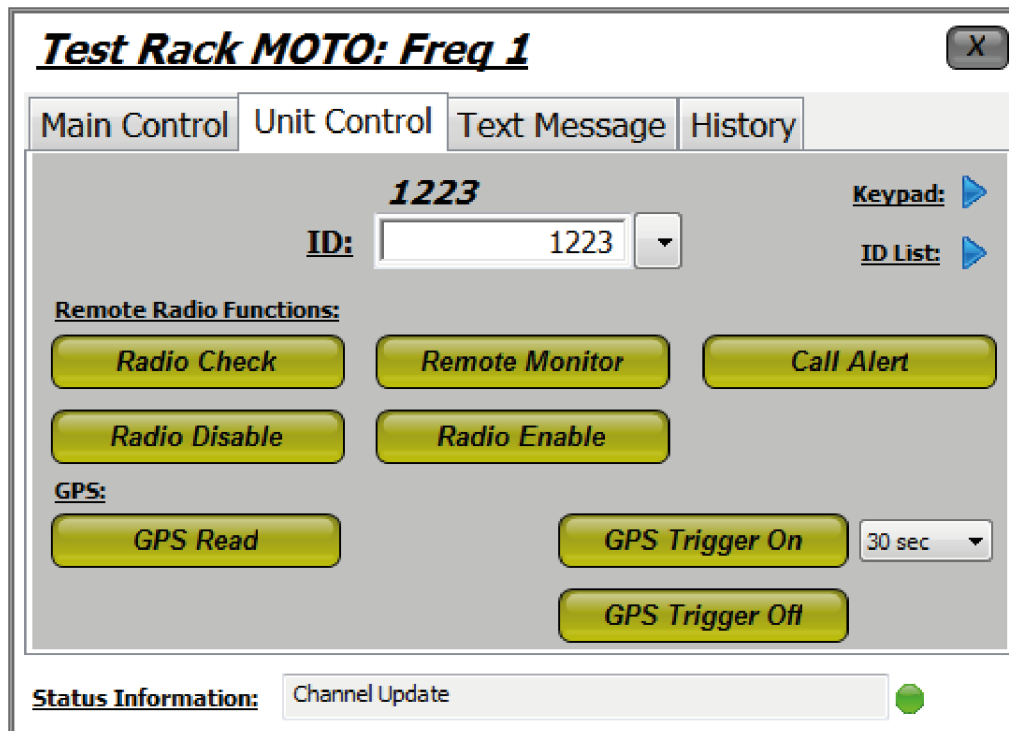 Test Rack MOTO: Freq 1 X
Main Control Unit Control Text Message History
1223 Keypad:
ID: 1223
ID List:
Remote Radio Functions:
Radio Check Remote Monitor Call Alert
Radio Disable Radio Enable
GPS:
GPS Read GPS Trigger On 30 sec
GPS Trigger Off
Status Information: Channel Update